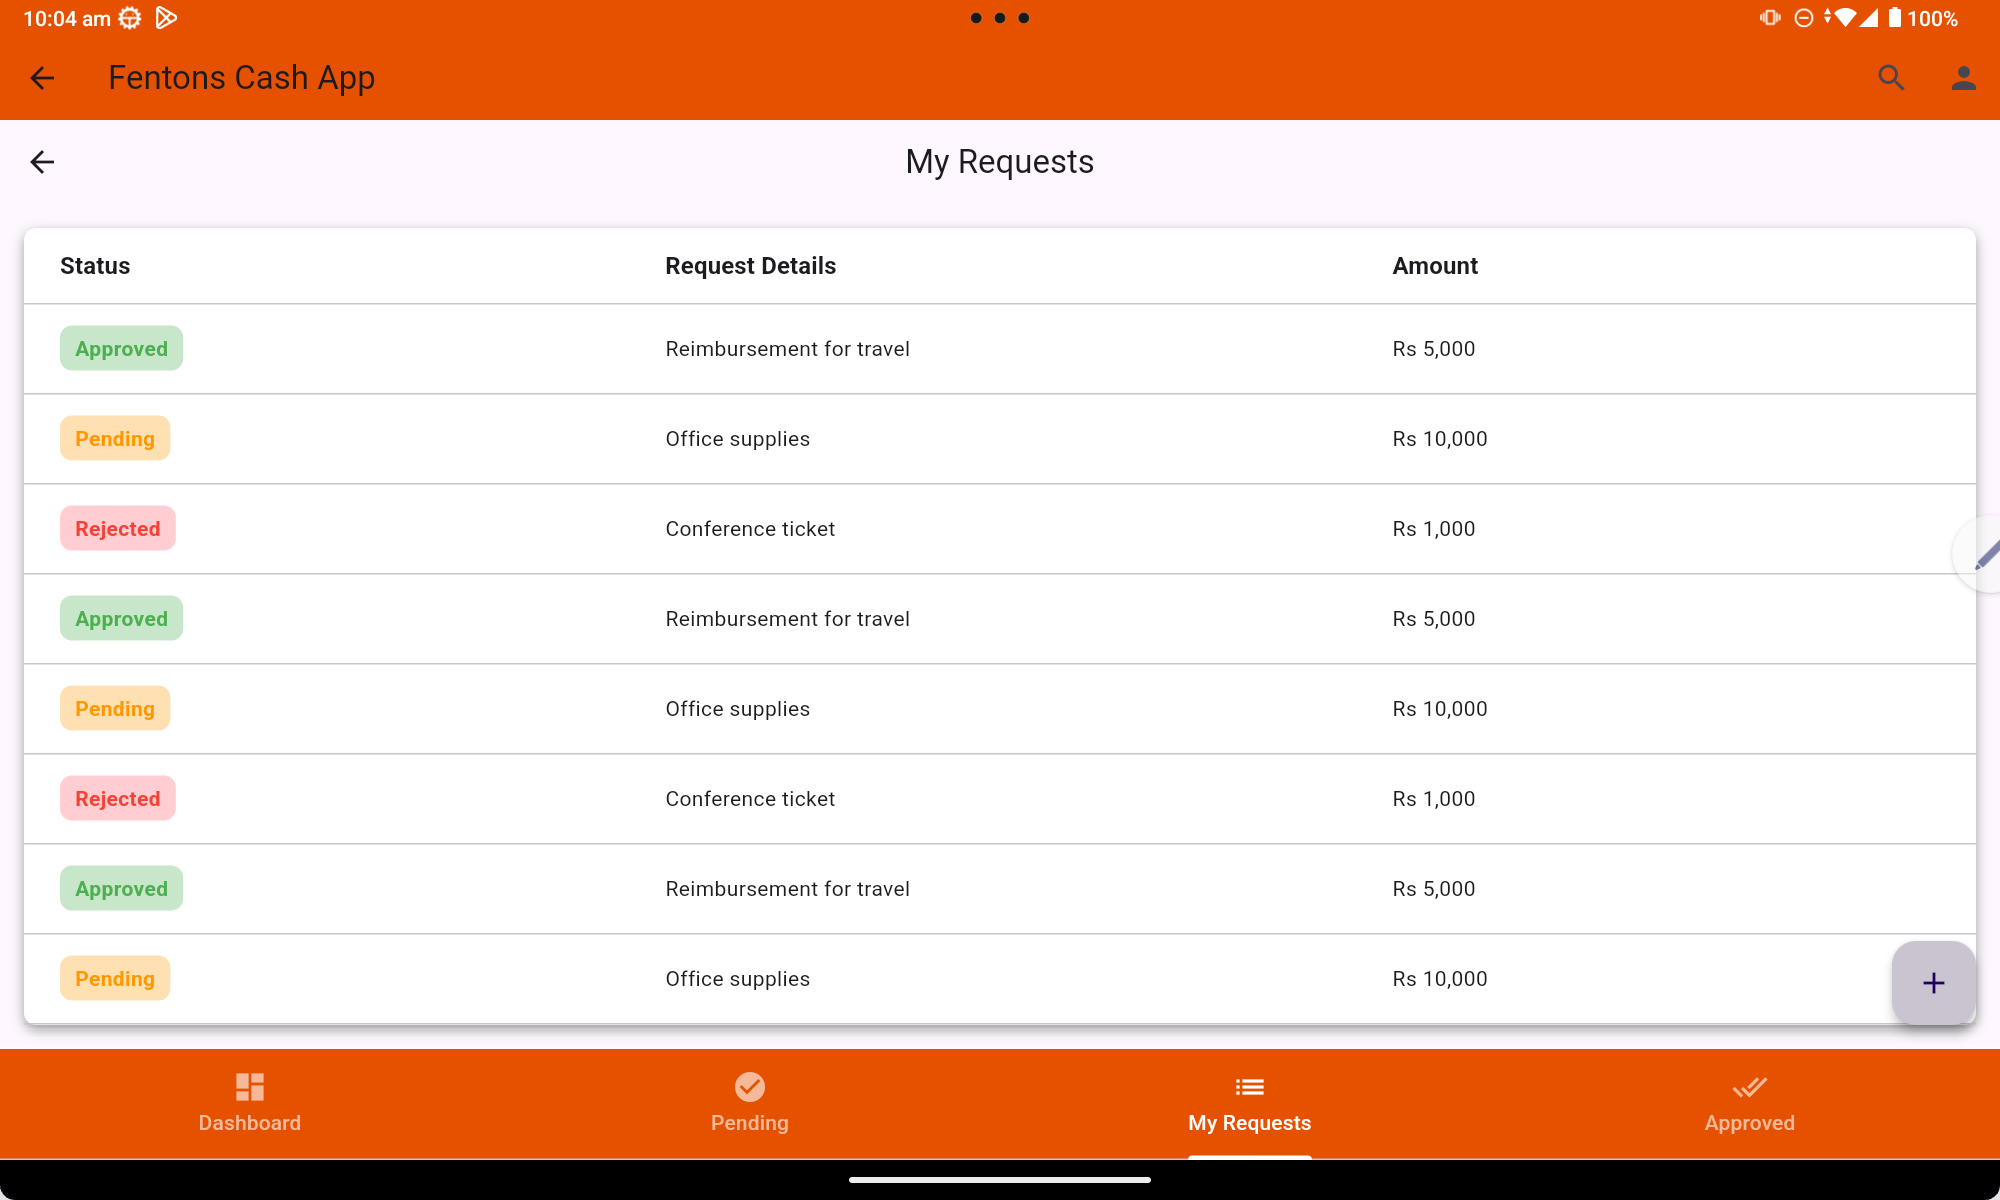 10:04 am 100%
Fentons Cash App
My Requests
Status Request Details Amount
Approved Reimbursement for travel Rs 5,000
Pending Office supplies Rs 10,000
Rejected Conference ticket Rs 1,000
Approved Reimbursement for travel Rs 5,000
Pending Office supplies Rs 10,000
Rejected Conference ticket Rs 1,000
Approved Reimbursement for travel Rs 5,000
Pending Office supplies Rs 10,000
Dashboard Pending My Requests Approved